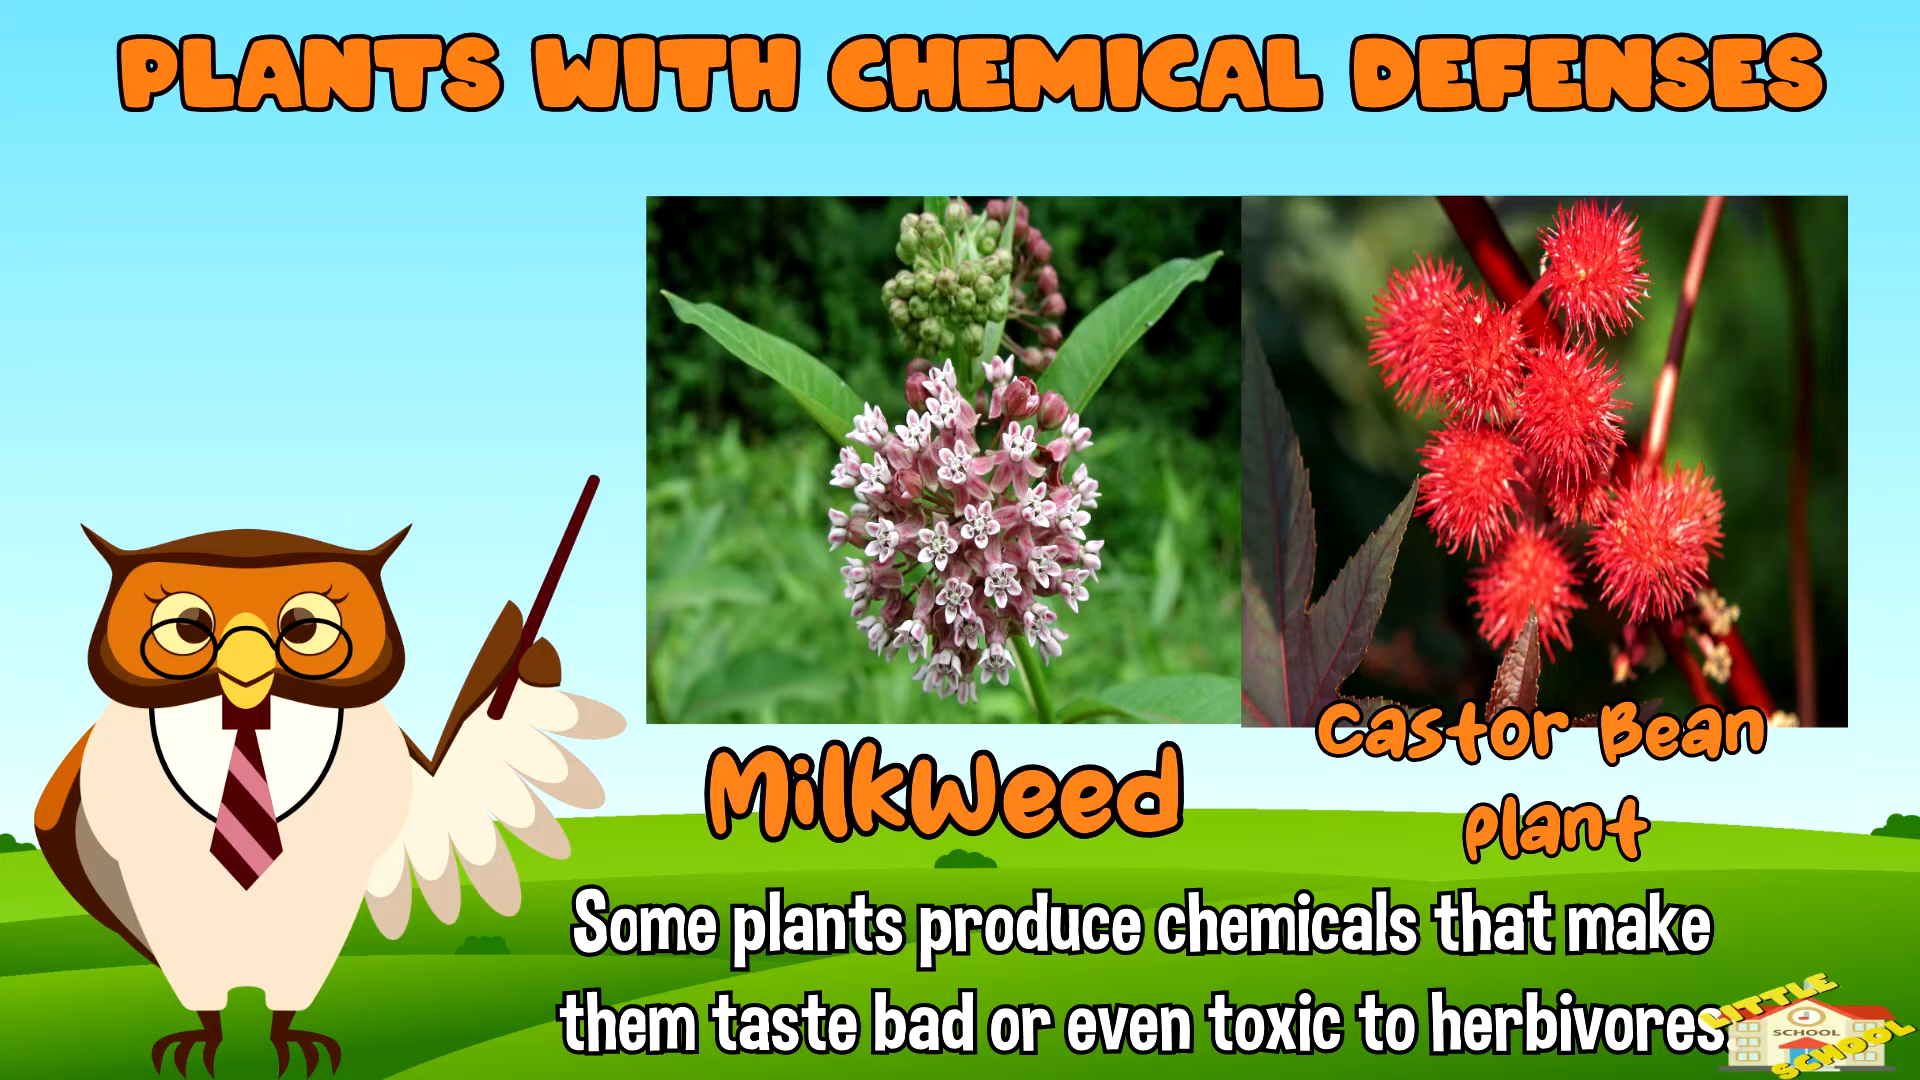 PLANTS WITH CHEMICAL DEFENSES
MilkWeed
Castor Bean
plant
Some plants produce chemicals that make
them taste bad or even toxic to herbivores.
LITTLE
SCHOOL
SCHOOL